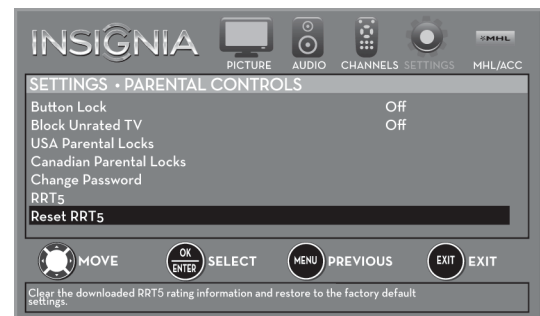 INSIGNIA
PICTURE AUDIO CHANNELS SETTINGS MHL MHL/ACC
SETTINGS • PARENTAL CONTROLS
Button Lock Off
Block Unrated TV Off
USA Parental Locks
Canadian Parental Locks
Change Password
RRT5
Reset RRT5
MOVE OK ENTER SELECT MENU PREVIOUS EXIT EXIT
Clear the downloaded RRT5 rating information and restore to the factory default
settings.